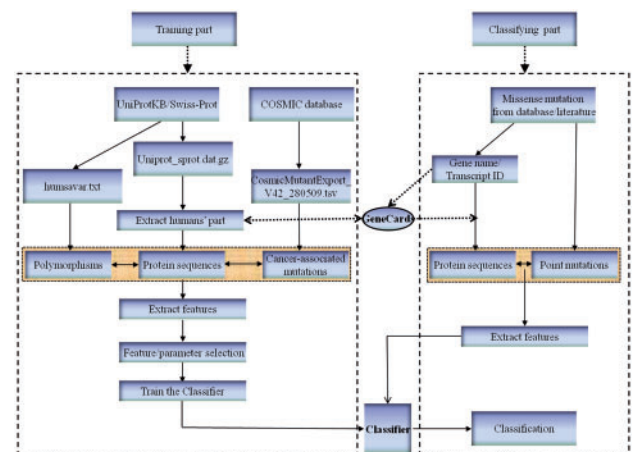 Training part
Classifying part
UniProtKB/Swiss-Prot
COSMIC database
Missense mutation
from database/literature
humsavar.txt
Uniprot_sprot.dat.gz
CosmicMutantExport_
V42_280509.tsv
Gene name/
Transcript ID
Extract humans' part
GeneCards
Polymorphisms
Protein sequences
Cancer-associated
mutations
Protein sequences
Point mutations
Extract features
Extract features
Feature/parameter selection
Train the Classifier
Classifier
Classification